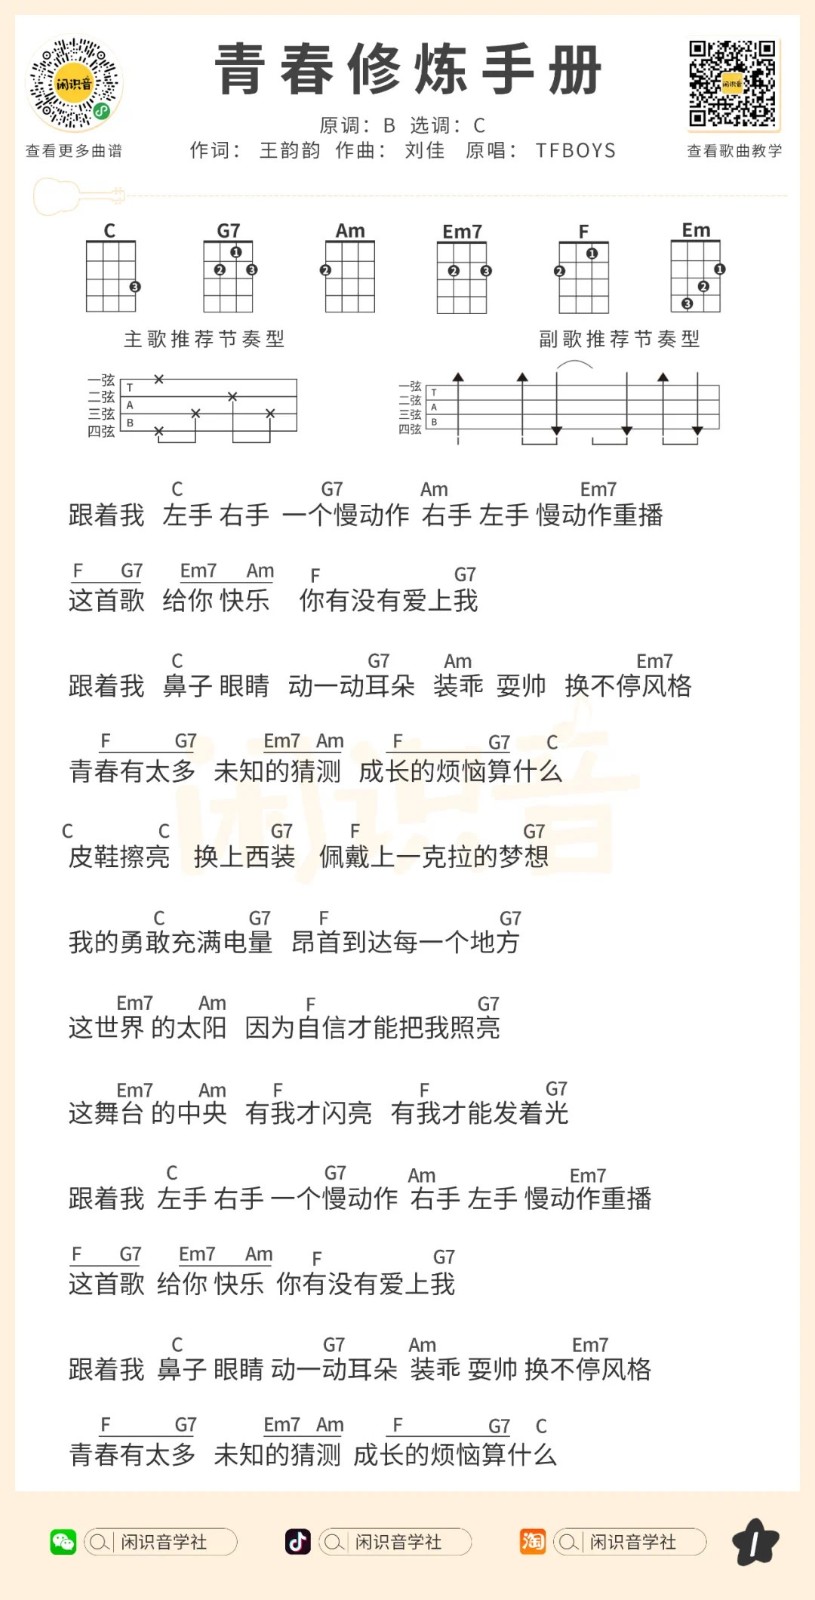 闲识音
青春修炼手册
原调：B 选调：C
作词： 王韵韵 作曲： 刘佳 原唱： TFBOYS
查看更多曲谱
查看歌曲教学
C G7 Am Em7 F Em
3 1 2 3 2 2 3 1 2 1 2 3
主歌推荐节奏型 副歌推荐节奏型
一弦 T
二弦 A
三弦 B
四弦
一弦 T
二弦 A
三弦 B
四弦
C G7 Am Em7
跟着我 左手 右手 一个慢动作 右手 左手 慢动作重播
F G7 Em7 Am F G7
这首歌 给你 快乐 你有没有爱上我
C G7 Am Em7
跟着我 鼻子 眼睛 动一动耳朵 装乖 耍帅 换不停风格
F G7 Em7 Am F G7 C
青春有太多 未知的猜测 成长的烦恼算什么
闲识音
C C G7 F G7
皮鞋擦亮 换上西装 佩戴上一克拉的梦想
C G7 F G7
我的勇敢充满电量 昂首到达每一个地方
Em7 Am F G7
这世界 的太阳 因为自信才能把我照亮
Em7 Am F F G7
这舞台 的中央 有我才闪亮 有我才能发着光
C G7 Am Em7
跟着我 左手 右手 一个慢动作 右手 左手 慢动作重播
F G7 Em7 Am F G7
这首歌 给你 快乐 你有没有爱上我
C G7 Am Em7
跟着我 鼻子 眼睛 动一动耳朵 装乖 耍帅 换不停风格
F G7 Em7 Am F G7 C
青春有太多 未知的猜测 成长的烦恼算什么
闲识音学社 闲识音学社 淘 闲识音学社 1